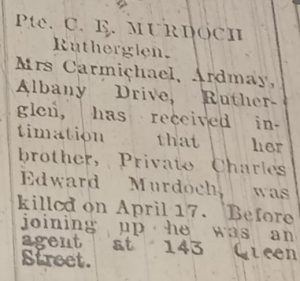 Pte. C. E. MURDOCH
Rutherglen.
Mrs Carmichael, Ardmay,
Albany Drive, Ruther-
glen, has received in-
timation that her
brother, Private Charles
Edward Murdoch, was
killed on April 17. Before
joining up he was an
agent at 143 Queen
Street.